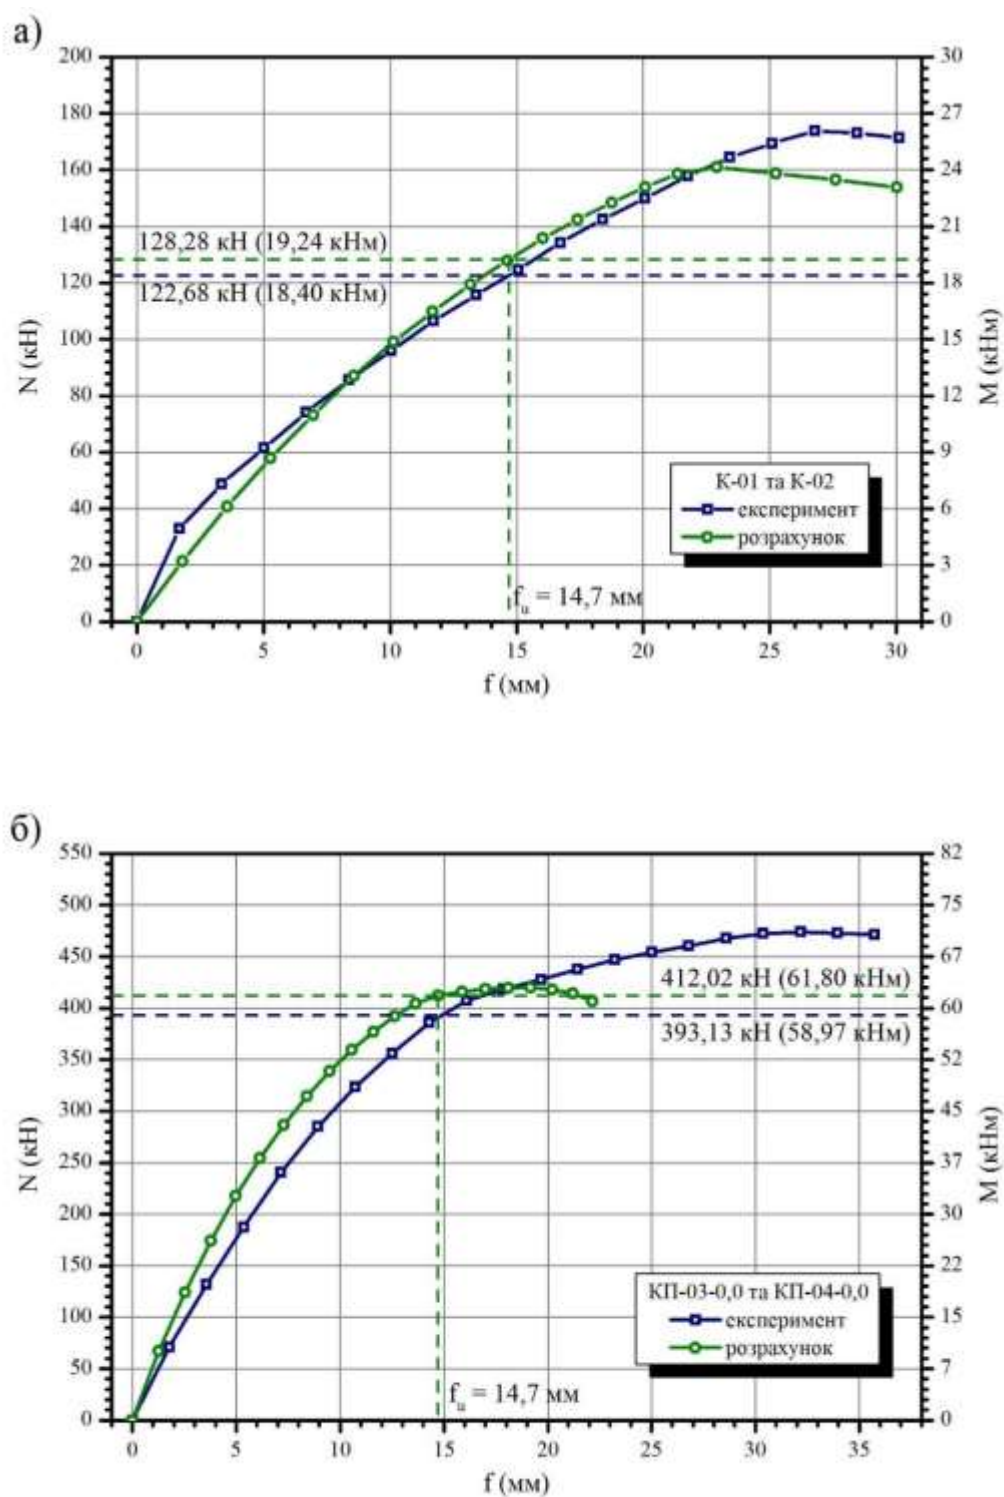 а)
200
180
160
140
120
100
80
60
40
20
0
N (кН)
30
27
24
21
18
15
12
9
6
3
0
M (кНм)
128,28 кН (19,24 кНм)
122,68 кН (18,40 кНм)
К-01 та К-02
експеримент
розрахунок
fu = 14,7 мм
0 5 10 15 20 25 30
f (мм)
б)
550
500
450
400
350
300
250
200
150
100
50
0
N (кН)
82
75
67
60
52
45
37
30
22
15
7
0
M (кНм)
412,02 кН (61,80 кНм)
393,13 кН (58,97 кНм)
КП-03-0,0 та КП-04-0,0
експеримент
розрахунок
fu = 14,7 мм
0 5 10 15 20 25 30 35
f (мм)